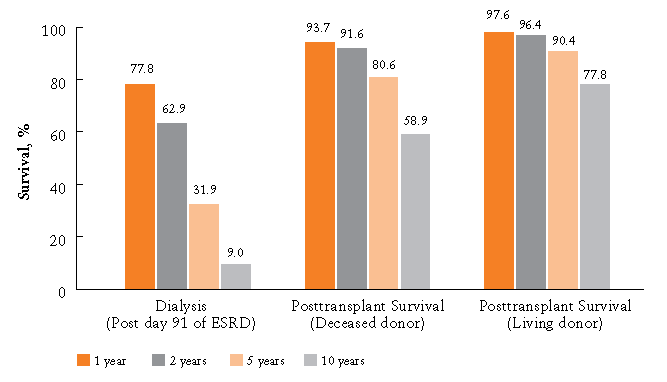 Survival, %
100
80
60
40
20
0
77.8
62.9
31.9
9.0
93.7
91.6
80.6
58.9
97.6
96.4
90.4
77.8
Dialysis
(Post day 91 of ESRD)
Posttransplant Survival
(Deceased donor)
Posttransplant Survival
(Living donor)
1 year
2 years
5 years
10 years